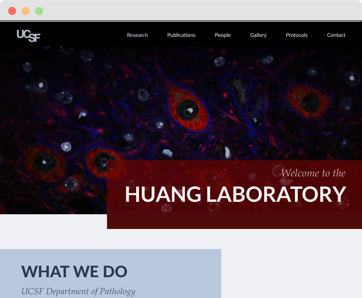 UCSF
Research Publications People Gallery Protocols Contact
Welcome to the
HUANG LABORATORY
WHAT WE DO
UCSF Department of Pathology